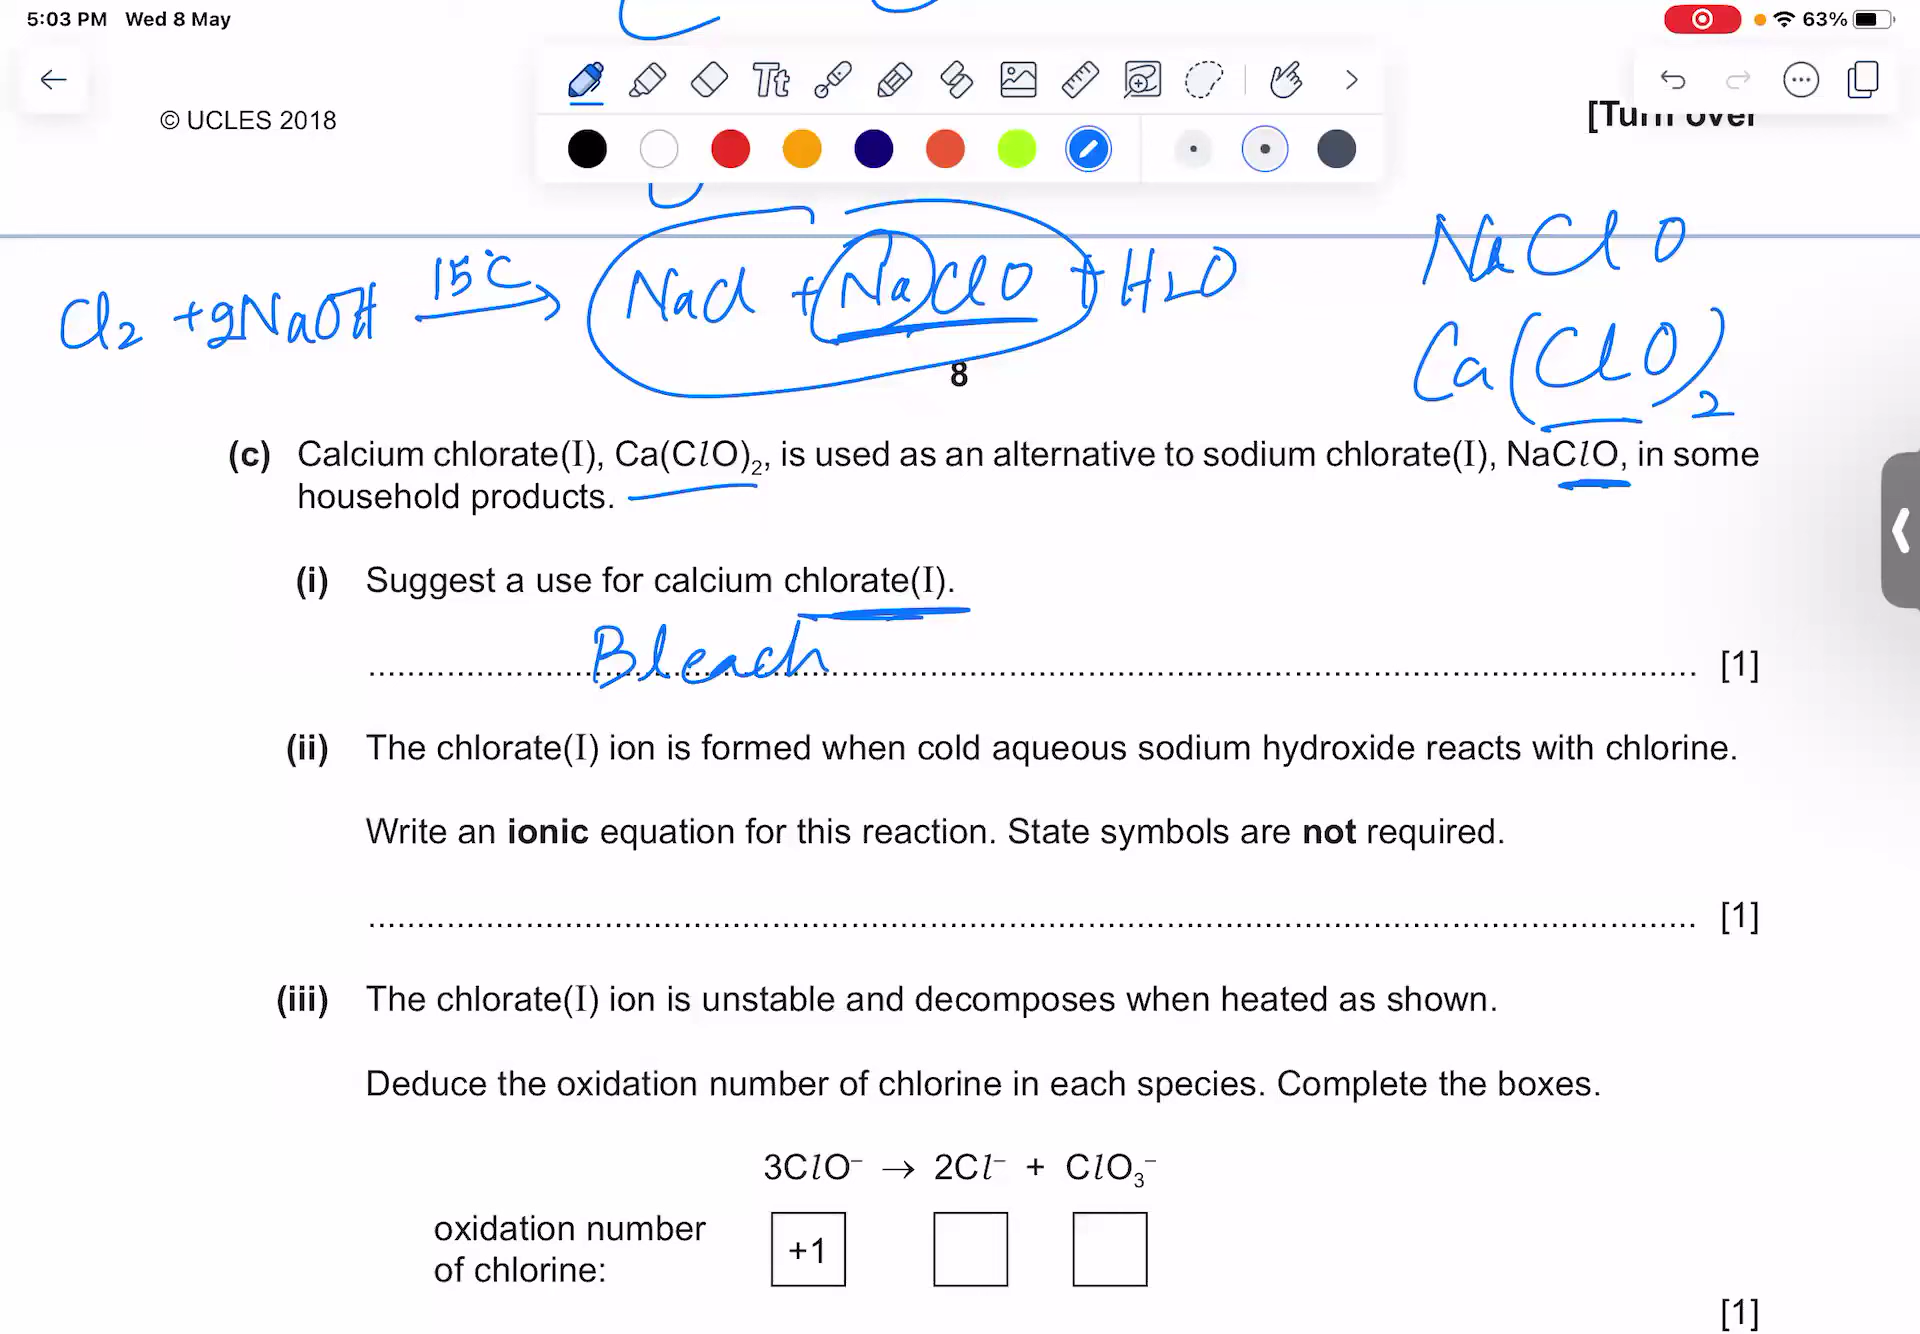 5:03 PM Wed 8 May
63%
Tt
© UCLES 2018
[Turn over
NaClO
Cl2 + 2NaOH 15°C → NaCl + NaClO + H2O
Ca(ClO)2
8
(c) Calcium chlorate(I), Ca(ClO)₂, is used as an alternative to sodium chlorate(I), NaClO, in some
household products.
(i) Suggest a use for calcium chlorate(I).
Bleach [1]
(ii) The chlorate(I) ion is formed when cold aqueous sodium hydroxide reacts with chlorine.
Write an ionic equation for this reaction. State symbols are not required.
[1]
(iii) The chlorate(I) ion is unstable and decomposes when heated as shown.
Deduce the oxidation number of chlorine in each species. Complete the boxes.
3ClO⁻ → 2Cl⁻ + ClO₃⁻
oxidation number
of chlorine:
+1
[1]